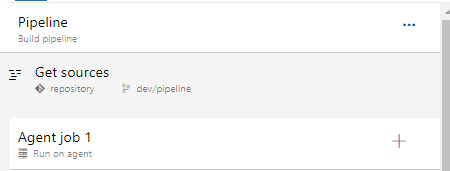 Pipeline
Build pipeline
Get sources
repository dev/pipeline
Agent job 1
Run on agent